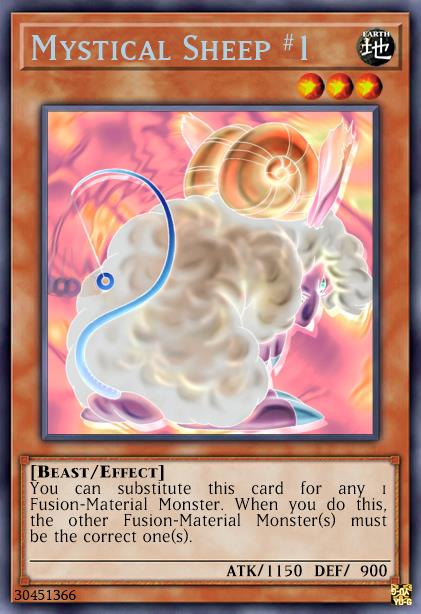 Mystical Sheep #1
EARTH
地
[Beast/Effect]
You can substitute this card for any 1
Fusion-Material Monster. When you do this,
the other Fusion-Material Monster(s) must
be the correct one(s).
ATK/1150 DEF/ 900
30451366